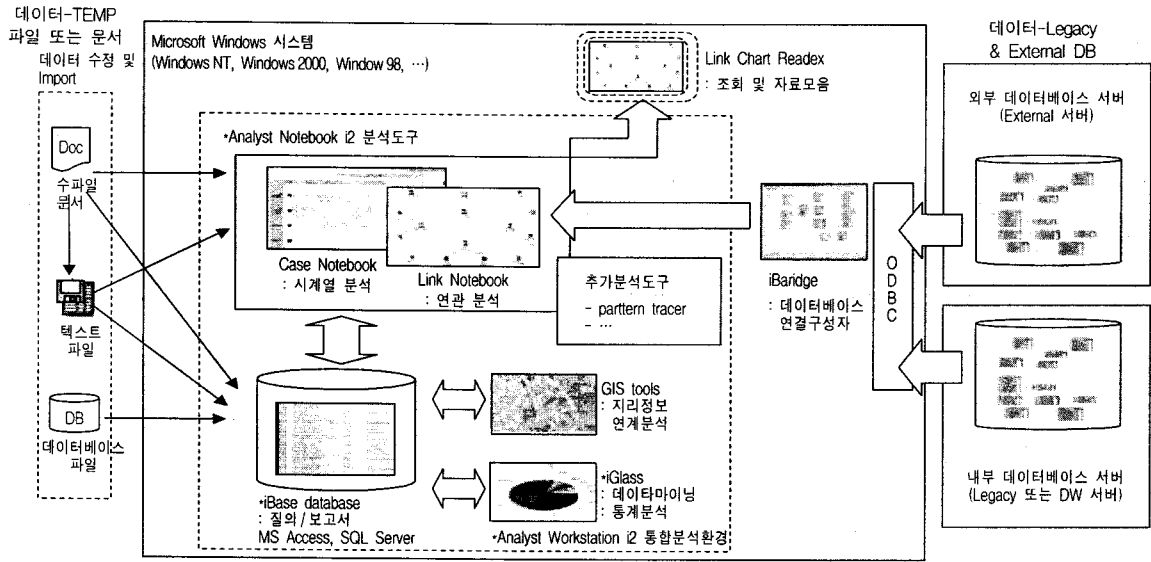 데이터-TEMP
파일 또는 문서
데이터 수정 및
Import
Doc
수파일
문서
텍스트
파일
DB
데이터베이스
파일
Microsoft Windows 시스템
(Windows NT, Windows 2000, Window 98, …)
Link Chart Readex
: 조회 및 자료모음
*Analyst Notebook i2 분석도구
Case Notebook
: 시계열 분석
Link Notebook
: 연관 분석
추가분석도구
- parttern tracer
- …
iBaridge
: 데이터베이스
연결구성자
ODBC
*iBase database
: 질의/보고서
MS Access, SQL Server
GIS tools
: 지리정보
연계분석
*iGlass
: 데이타마이닝
통계분석
*Analyst Workstation i2 통합분석환경
데이터-Legacy
& External DB
외부 데이터베이스 서버
(External 서버)
내부 데이터베이스 서버
(Legacy 또는 DW 서버)